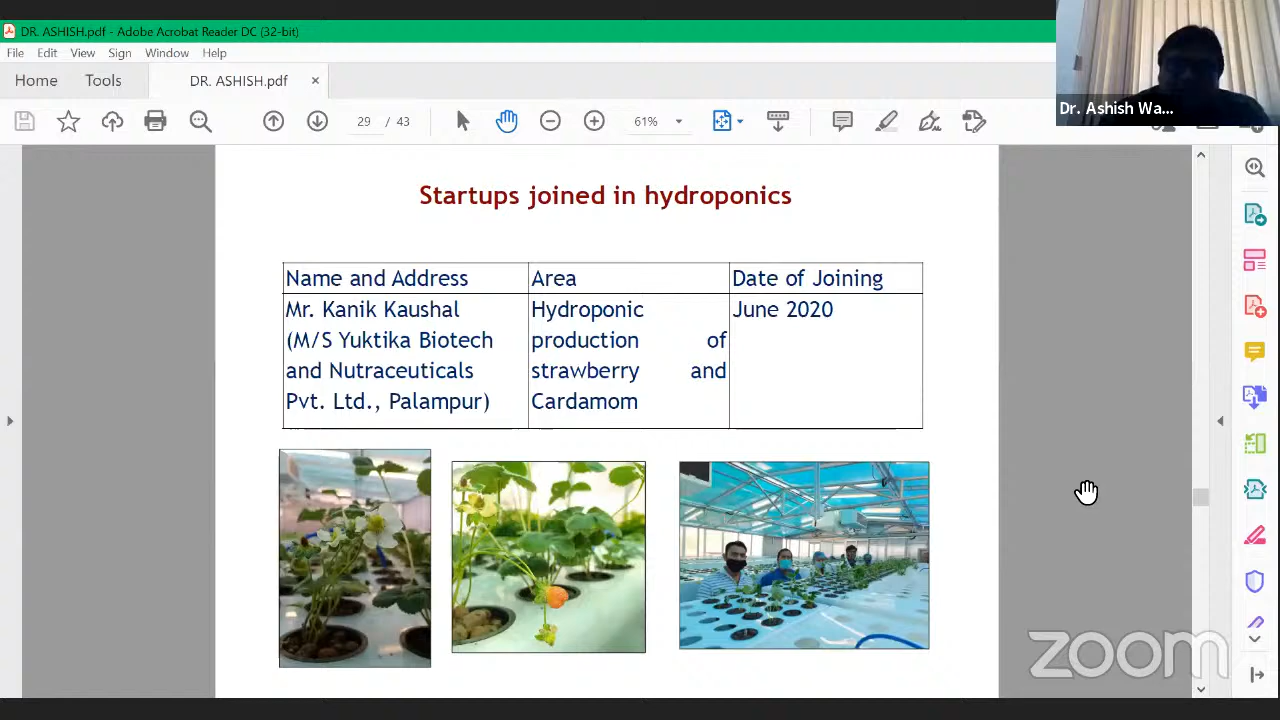 DR. ASHISH.pdf - Adobe Acrobat Reader DC (32-bit)
File Edit View Sign Window Help
Home Tools DR. ASHISH.pdf ×
23 / 43 61%
Dr. Ashish Wa...
Startups joined in hydroponics
Name and Address Area Date of Joining
Mr. Kanik Kaushal Hydroponic June 2020
(M/S Yuktika Biotech production of
and Nutraceuticals strawberry and
Pvt. Ltd., Palampur) Cardamom
zoom